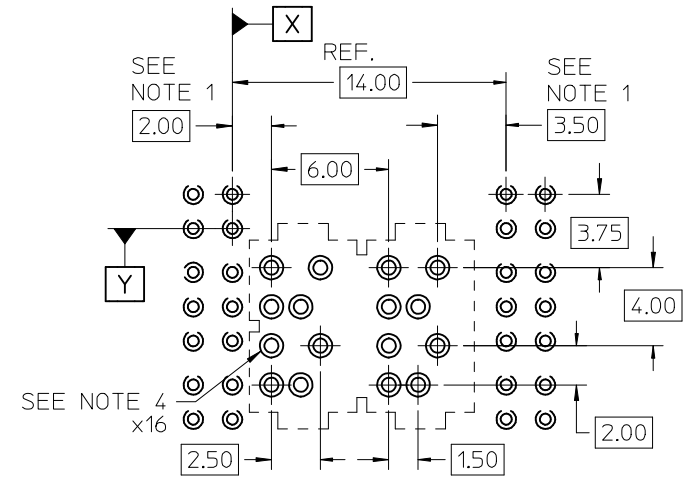 X
REF.
SEE
NOTE 1
14.00
SEE
NOTE 1
2.00
3.50
6.00
3.75
Y
4.00
SEE NOTE 4
x16
2.00
2.50
1.50